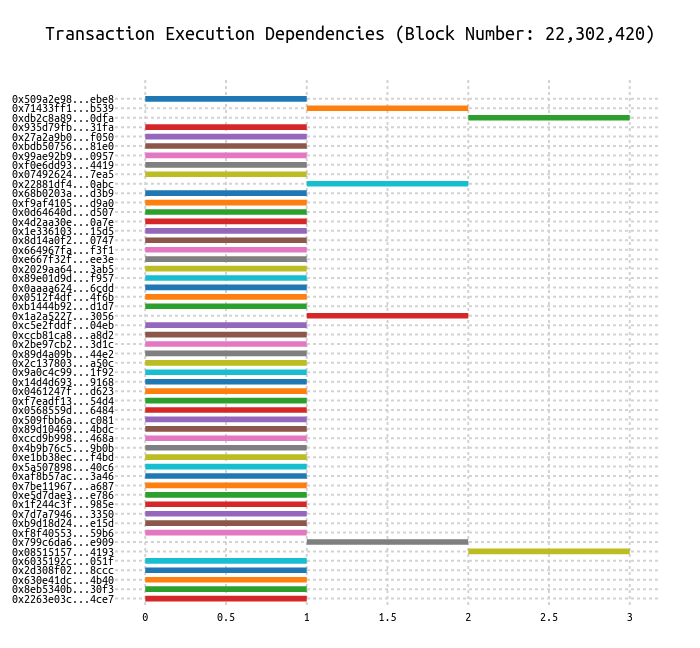 Transaction Execution Dependencies (Block Number: 22,302,420)
0x509a2e98...ebe8
0x71433ff1...b539
0xdb2c8a89...0dfa
0x935d79fb...31fa
0x27a2a9b0...f050
0xbdb50756...81e0
0x99ae92b9...0957
0xf0e6dd93...4419
0x07492624...7ea5
0x22881df4...0abc
0x68b0203a...d3b9
0xf9af4105...d9a0
0x0d64640d...d507
0x4d2aa30e...0a7e
0x1e336103...15d5
0x8d14a0f2...0747
0x664967fa...f3f1
0xe667f32f...ee3e
0x2029aa64...3ab5
0x89e01d9d...f957
0x0aaaa624...6cdd
0x0512f4df...4f6b
0xb1444b92...d1d7
0x1a2a5227...3056
0xc5e2fddf...04eb
0xccb81ca8...a8d2
0x2be97cb2...3d1c
0x89d4a09b...44e2
0x2c137803...a50c
0x9a0c4c99...1f92
0x14d4d693...9168
0x0461247f...d623
0xf7eadf13...54d4
0x0568559d...6484
0x509fbb6a...c081
0x89d10469...4bdc
0xccd9b998...468a
0x4b9b76c5...9b0b
0xe1bb38ec...f4bd
0x5a507898...40c6
0xaf8b57ac...3a46
0x7be11967...a687
0xe5d7dae3...e786
0x1f244c3f...985e
0x7d7a7946...3350
0xb9d18d24...e15d
0xf8f40553...59b6
0x799c6da6...e909
0x08515157...4193
0x6035192c...051f
0x2d308f02...8ccc
0x630e41dc...4b40
0x8eb5340b...30f3
0x2263e03c...4ce7
0 0.5 1 1.5 2 2.5 3